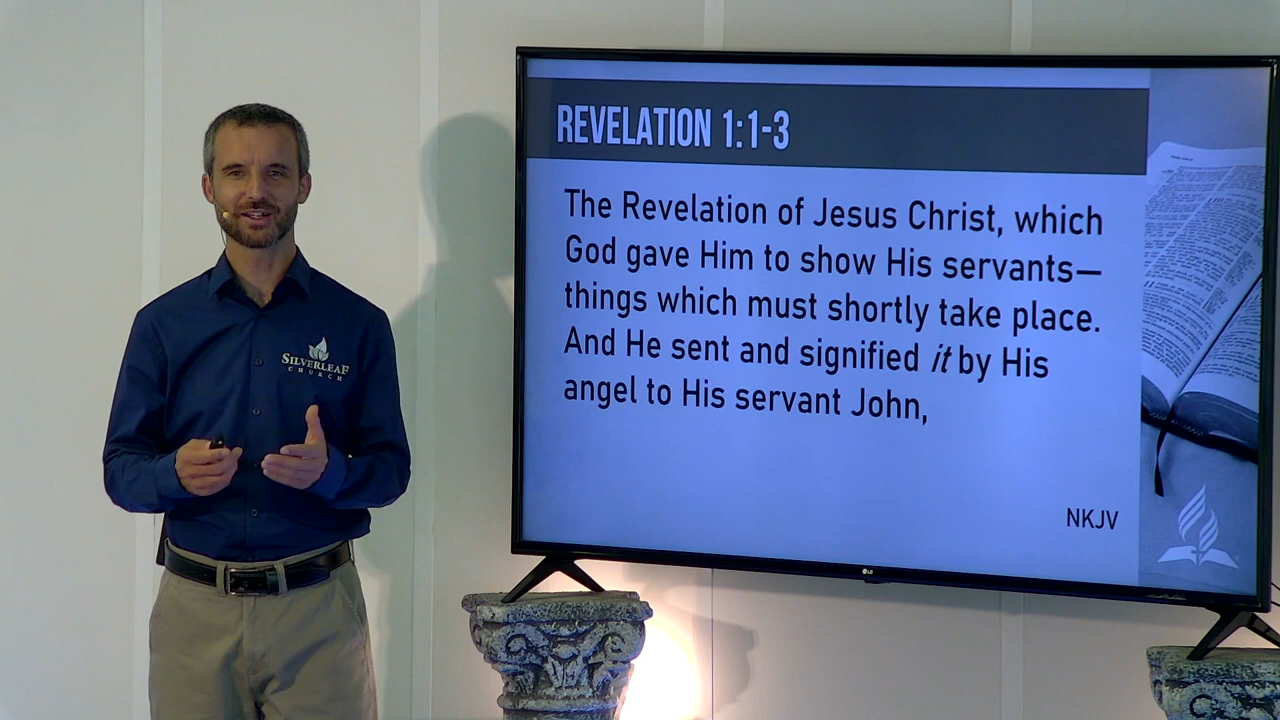 SILVERLEAF
CHURCH
REVELATION 1:1-3
The Revelation of Jesus Christ, which
God gave Him to show His servants—
things which must shortly take place.
And He sent and signified it by His
angel to His servant John,
NKJV
LG